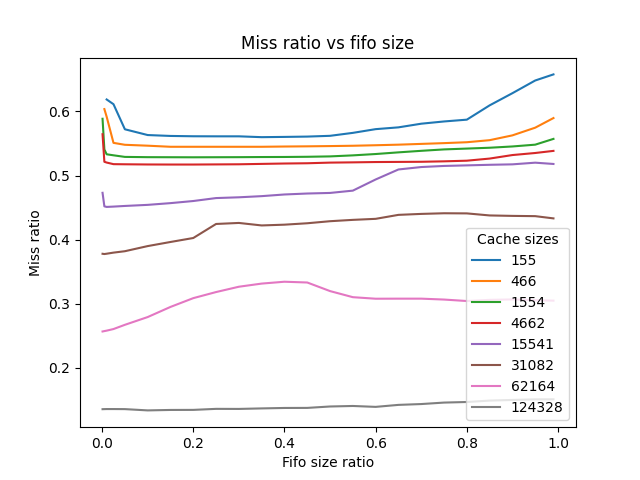 Miss ratio vs fifo size
Miss ratio
0.6
0.5
0.4
0.3
0.2
Cache sizes
155
466
1554
4662
15541
31082
62164
124328
0.0 0.2 0.4 0.6 0.8 1.0
Fifo size ratio